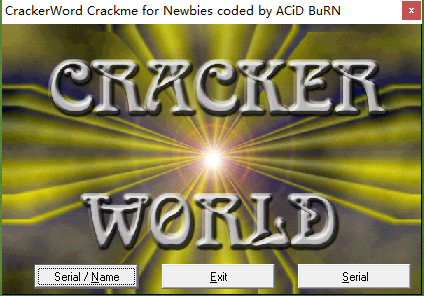 CrackerWord Crackme for Newbies coded by ACiD BuRN
CRACKER
WORLD
Serial / Name
Exit
Serial